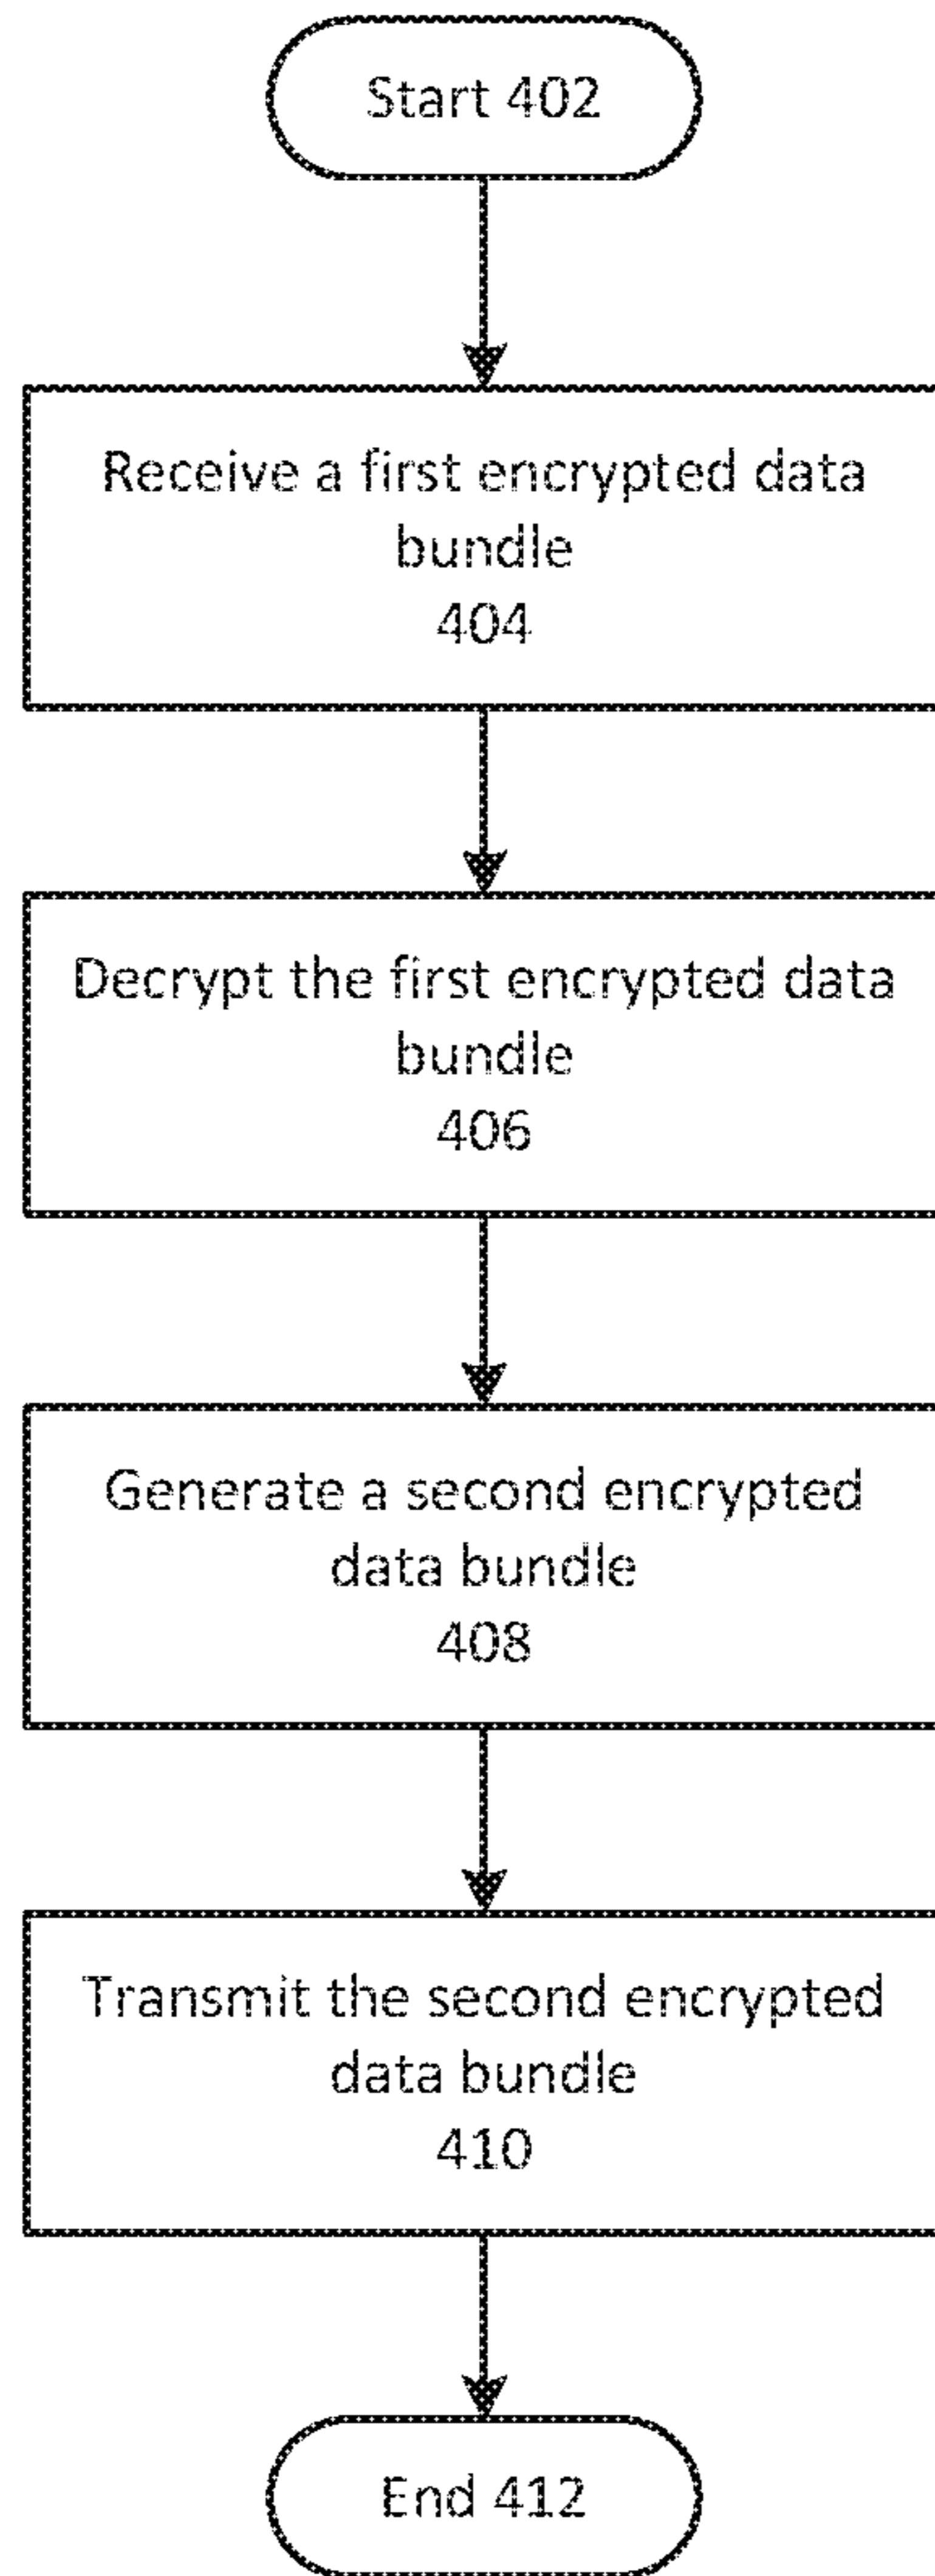 Start 402
Receive a first encrypted data
bundle
404
Decrypt the first encrypted data
bundle
406
Generate a second encrypted
data bundle
408
Transmit the second encrypted
data bundle
410
End 412